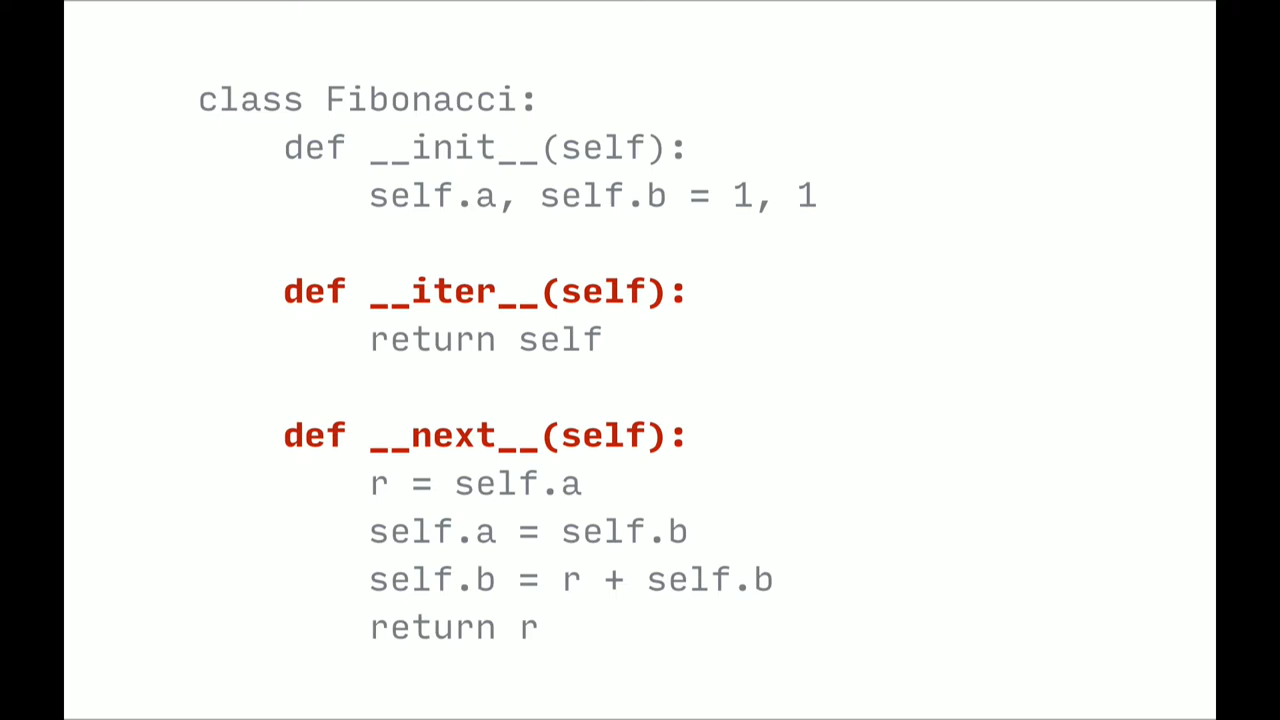 class Fibonacci:
    def __init__(self):
        self.a, self.b = 1, 1
    def __iter__(self):
        return self
    def __next__(self):
        r = self.a
        self.a = self.b
        self.b = r + self.b
        return r